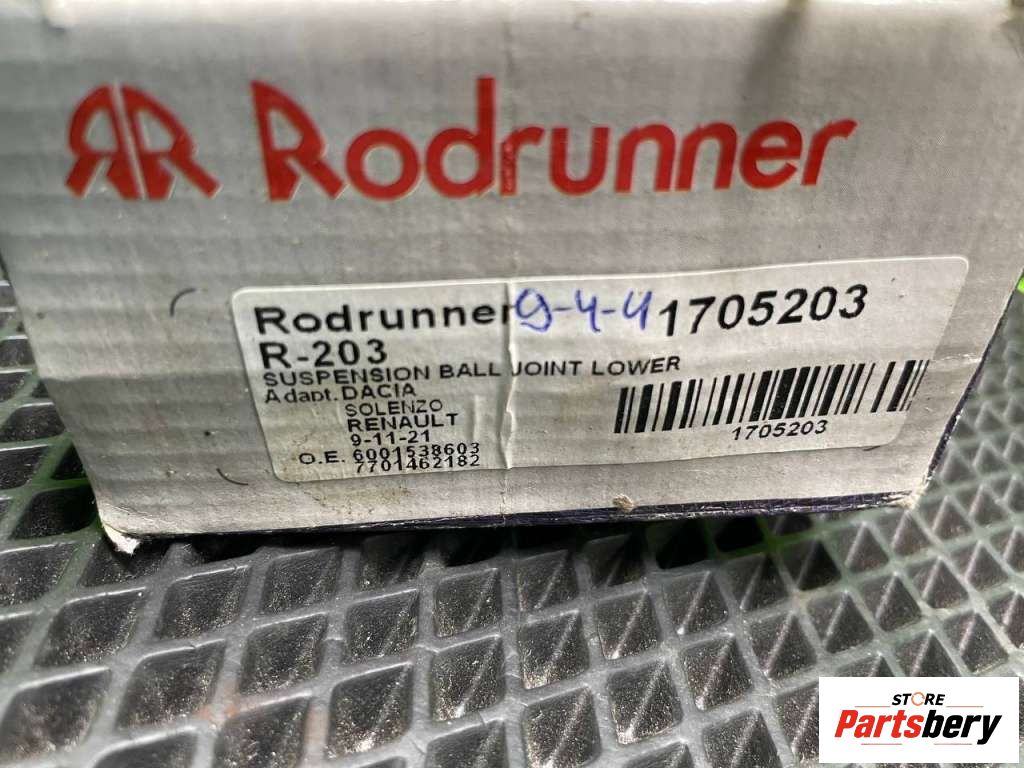 RR Rodrunner
Rodrunner 9-4-4 1705203
R-203
SUSPENSION BALL JOINT LOWER
Adapt. DACIA
SOLENZO
RENAULT
9-11-21
O.E. 6001538603
7701462182
1705203
STORE
Partsbery